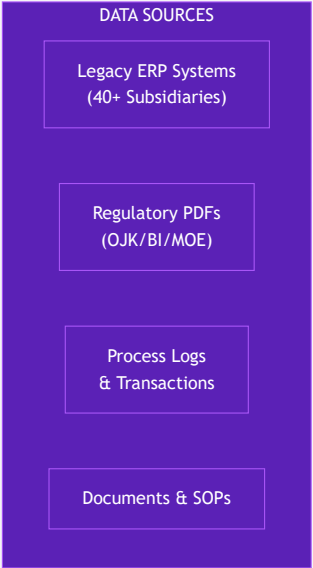 DATA SOURCES
Legacy ERP Systems
(40+ Subsidiaries)
Regulatory PDFs
(OJK/BI/MOE)
Process Logs
& Transactions
Documents & SOPs